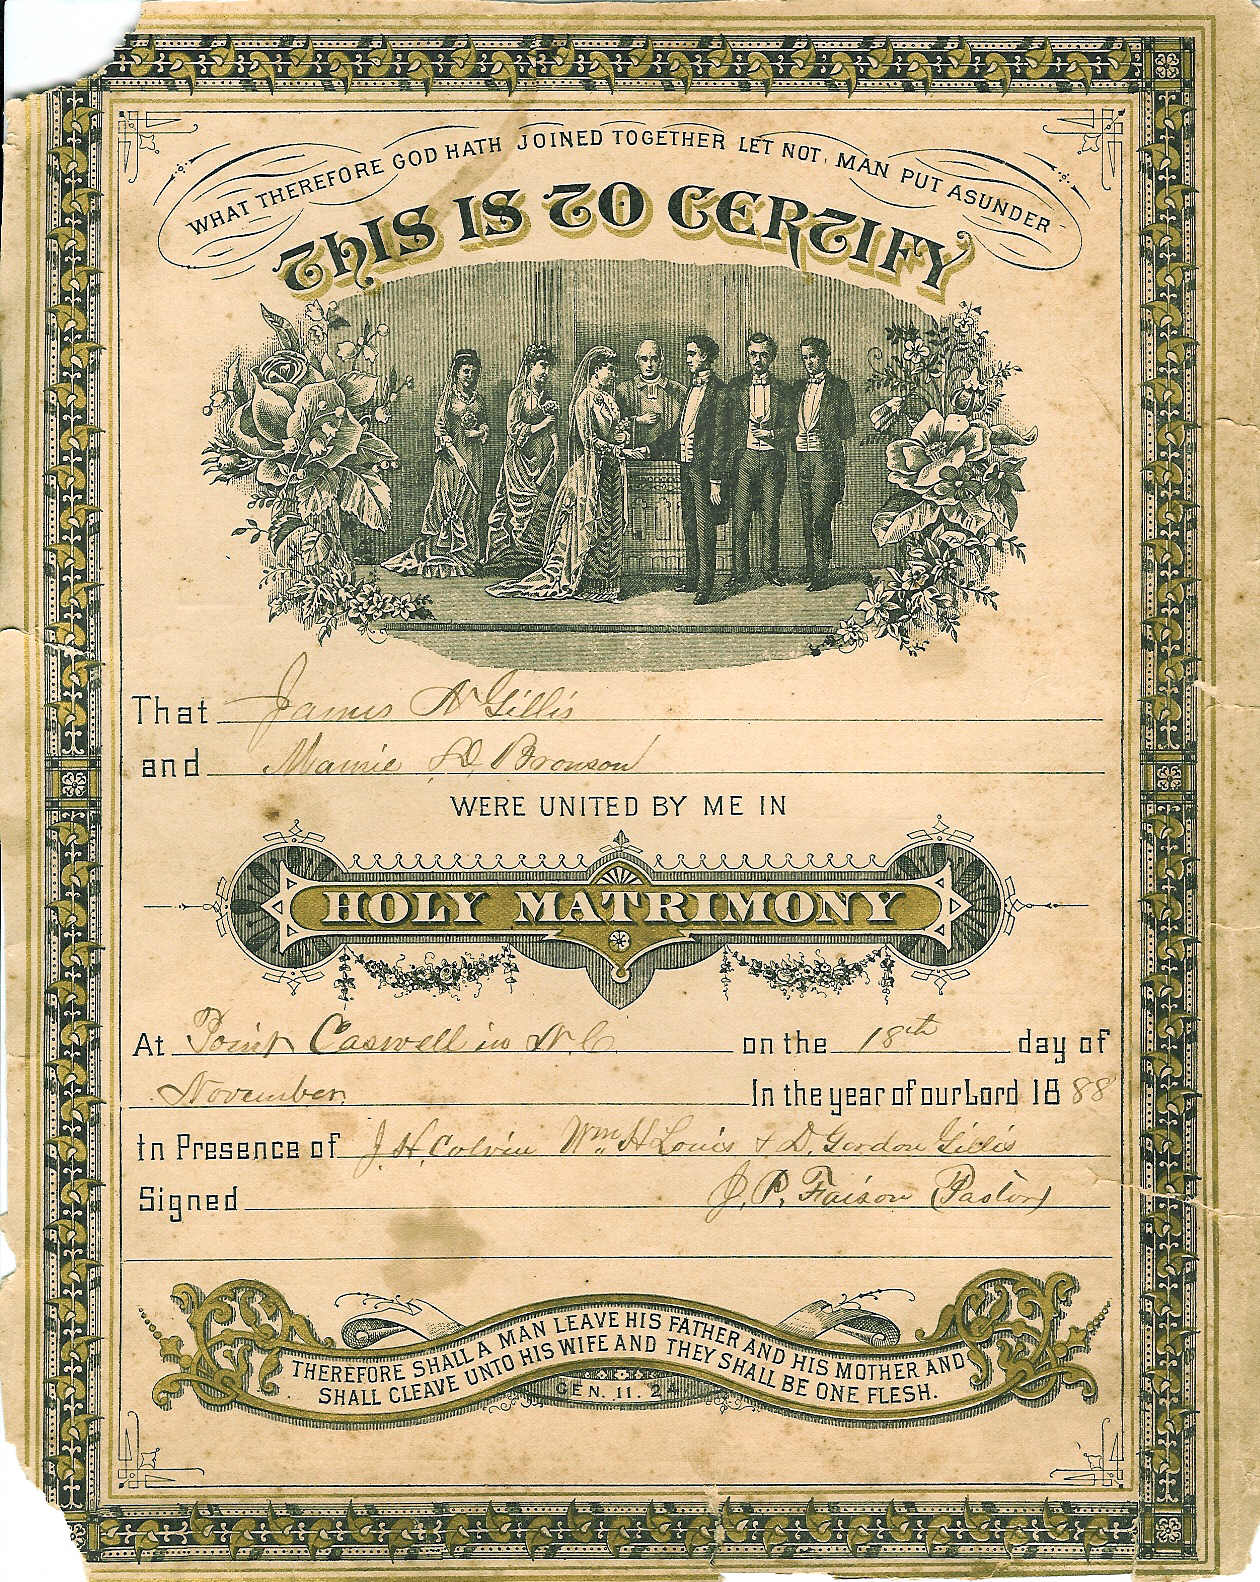 WHAT THEREFORE GOD HATH JOINED TOGETHER LET NOT MAN PUT ASUNDER
THIS IS TO CERTIFY
That James N Gillis
and Mamie D. Bronson
WERE UNITED BY ME IN
HOLY MATRIMONY
At Point Caswell in N.C. on the 18th day of
November In the year of our Lord 1888
In Presence of J. H. Colvin Wm H Louis & D. Gordon Gillis
Signed J. P. Faison (Pastor)
THEREFORE SHALL A MAN LEAVE HIS FATHER AND HIS MOTHER AND
SHALL CLEAVE UNTO HIS WIFE AND THEY SHALL BE ONE FLESH.
GEN. 11. 24